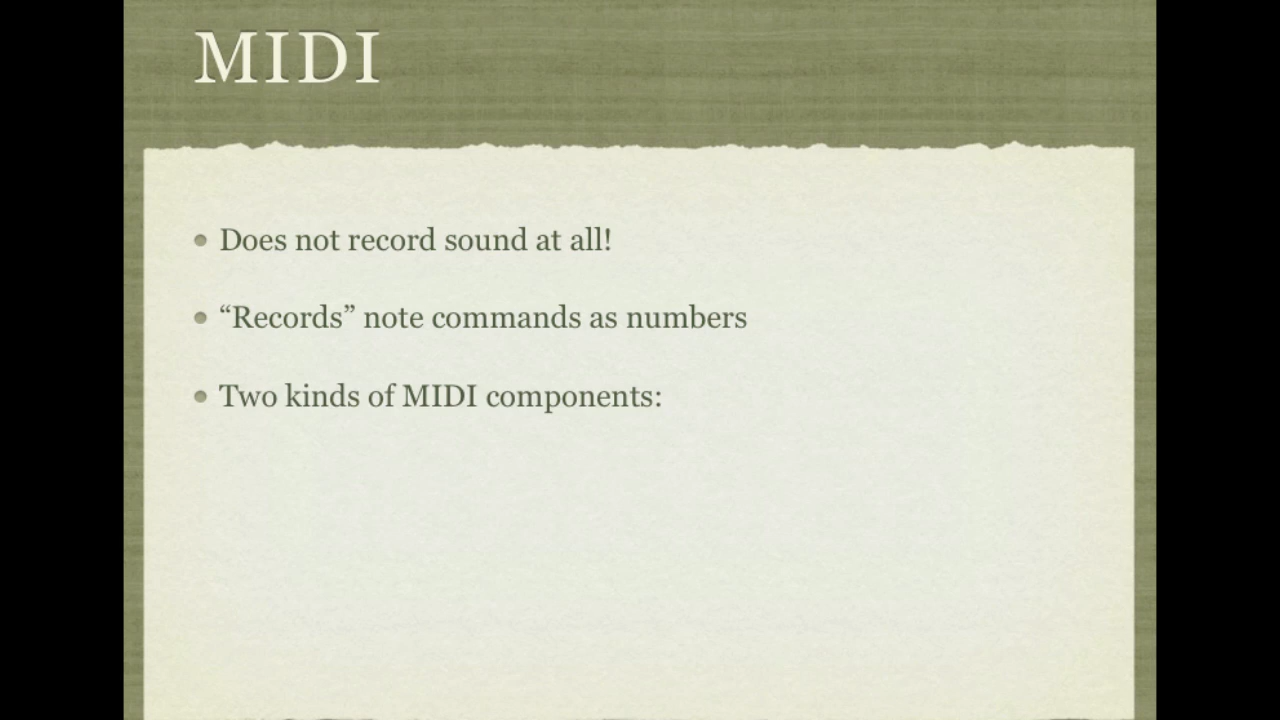 MIDI
Does not record sound at all!
“Records” note commands as numbers
Two kinds of MIDI components: